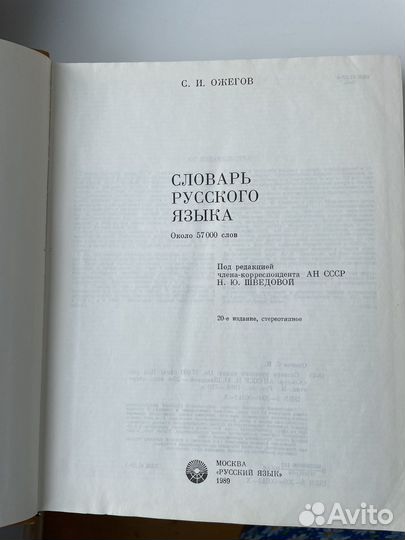 С. И. ОЖЕГОВ
СЛОВАРЬ
РУССКОГО
ЯЗЫКА
Около 57 000 слов
Под редакцией
члена-корреспондента АН СССР
Н. Ю. ШВЕДОВОЙ
20-е издание, стереотипное
МОСКВА
«РУССКИЙ ЯЗЫК»
1989
Avito